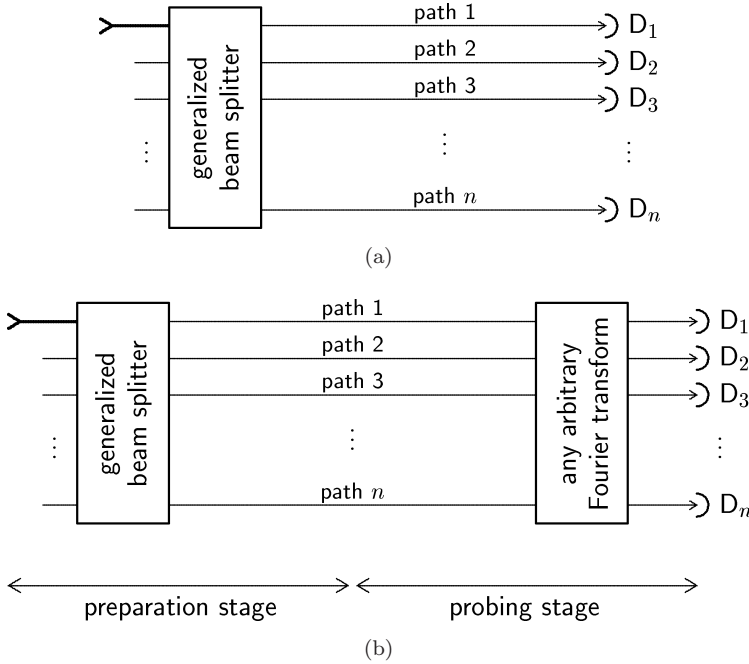 path 1
D₁
path 2
D₂
path 3
D₃
generalized
beam splitter
⋮
⋮
⋮
path n
Dₙ
(a)
path 1
D₁
path 2
D₂
path 3
D₃
generalized
beam splitter
any arbitrary
Fourier transform
⋮
⋮
⋮
path n
Dₙ
preparation stage
probing stage
(b)